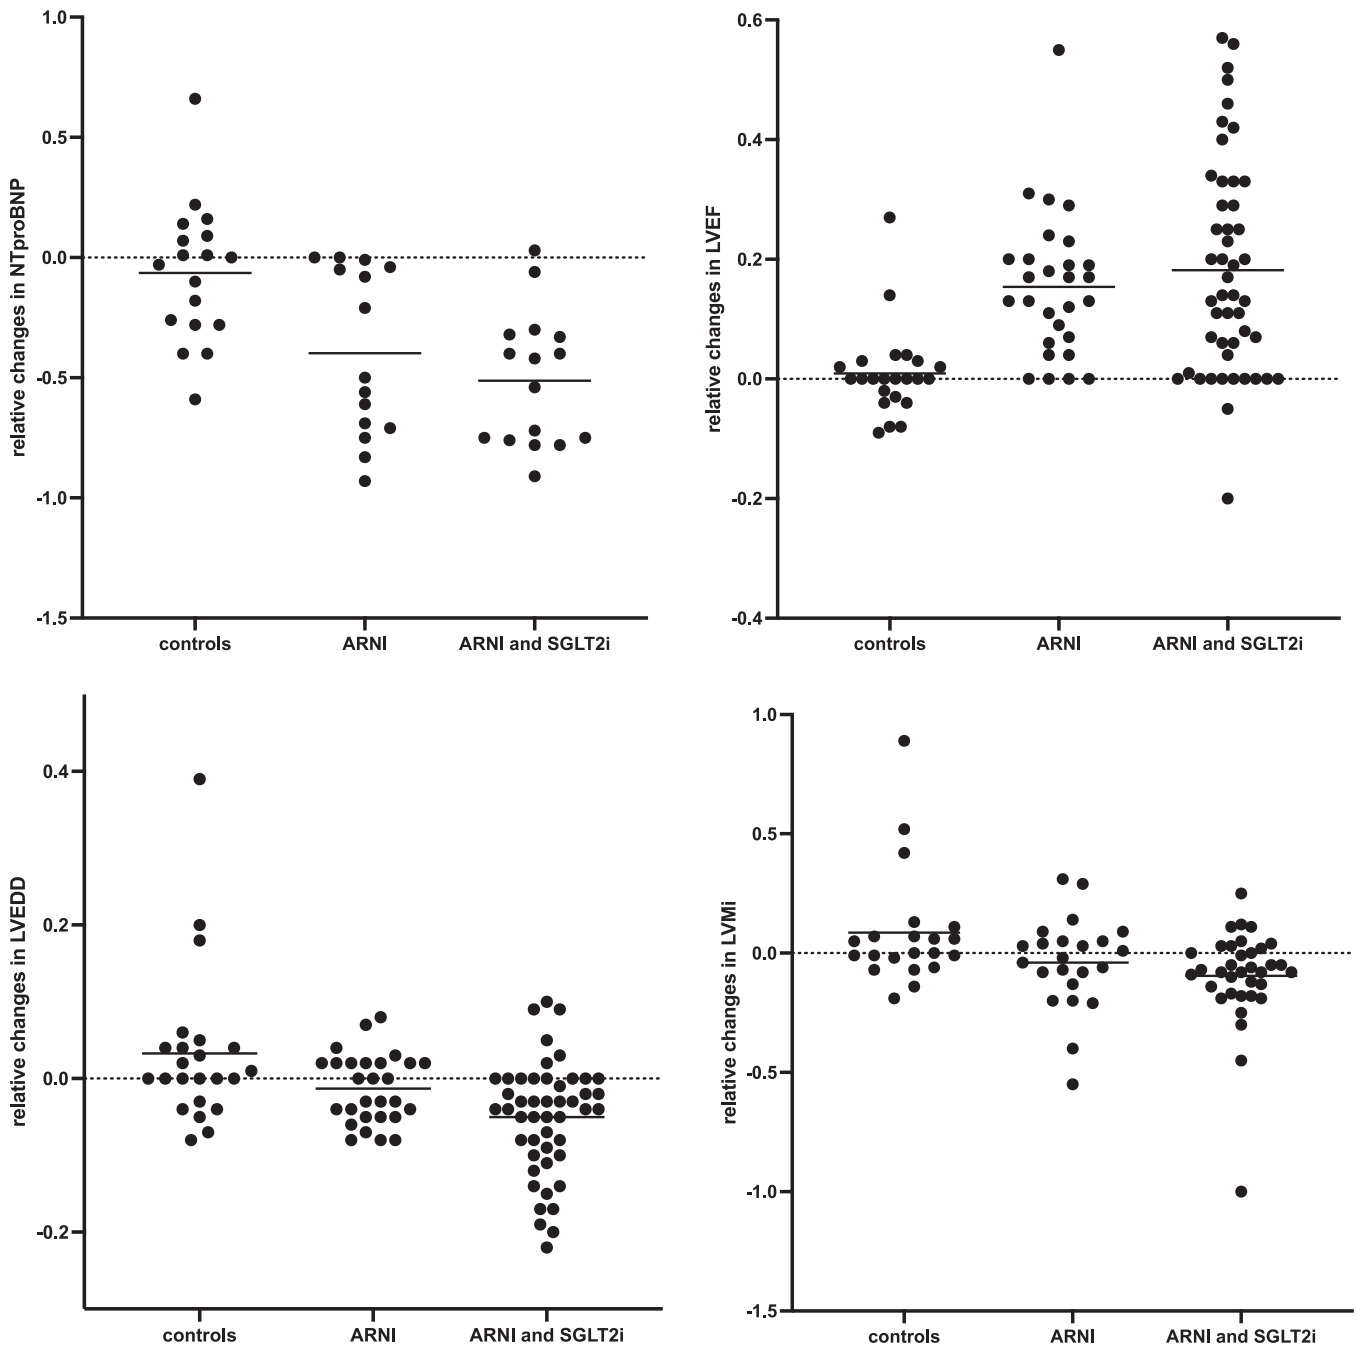 relative changes in NTproBNP
1.0
0.5
0.0
-0.5
-1.0
-1.5
controls ARNI ARNI and SGLT2i
relative changes in LVEF
0.6
0.4
0.2
0.0
-0.2
-0.4
controls ARNI ARNI and SGLT2i
relative changes in LVEDD
0.4
0.2
0.0
-0.2
controls ARNI ARNI and SGLT2i
relative changes in LVMi
1.0
0.5
0.0
-0.5
-1.0
-1.5
controls ARNI ARNI and SGLT2i